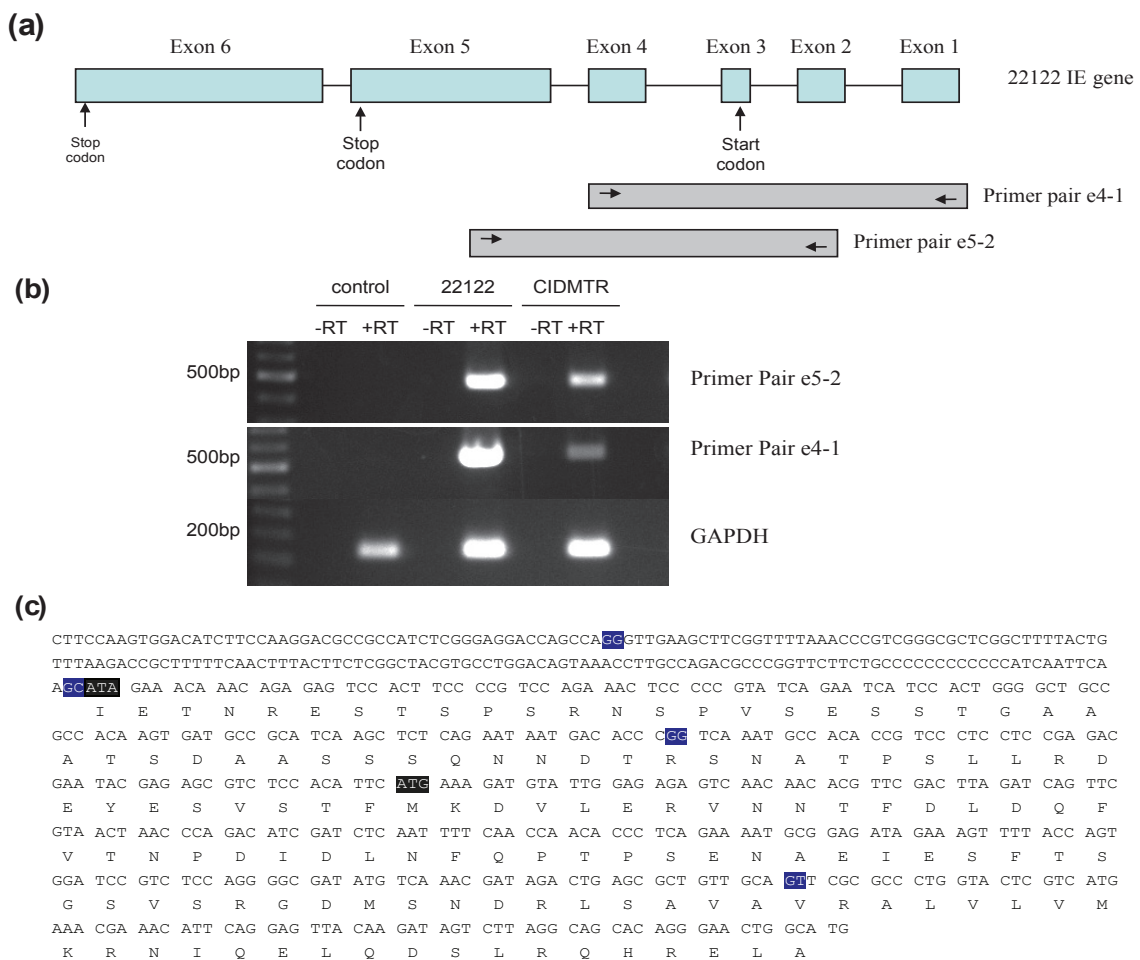 (a)
Exon 6 Exon 5 Exon 4 Exon 3 Exon 2 Exon 1
22122 IE gene
Stop codon
Stop codon
Start codon
Primer pair e4-1
Primer pair e5-2
(b)
control 22122 CIDMTR
-RT +RT -RT +RT -RT +RT
500bp Primer Pair e5-2
500bp Primer Pair e4-1
200bp GAPDH
(c)
CTTCCAAGTGGACATCTTCCAAGGACGCCGCCATCTCGGGAGGACCAGCCAGGGTTGAAGCTTCGGTTTTAAACCCGTCGGGCGCTCGGCTTTTACTG
TTTAAGACCGCTTTTTCAACTTTACTTCTCGGCTACGTGCCTGGACAGTAAACCTTGCCAGACGCCCGGTTCTTCTGCCCCCCCCCCCCATCAATTCA
AGCATA GAA ACA AAC AGA GAG TCC ACT TCC CCG TCC AGA AAC TCC CCC GTA TCA GAA TCA TCC ACT GGG GCT GCC
I E T N R E S T S P S R N S P V S E S S T G A A
GCC ACA AGT GAT GCC GCA TCA AGC TCT CAG AAT AAT GAC ACC CGG TCA AAT GCC ACA CCG TCC CTC CTC CGA GAC
A T S D A A S S S Q N N D T R S N A T P S L L R D
GAA TAC GAG AGC GTC TCC ACA TTC ATG AAA GAT GTA TTG GAG AGA GTC AAC AAC ACG TTC GAC TTA GAT CAG TTC
E Y E S V S T F M K D V L E R V N N T F D L D Q F
GTA ACT AAC CCA GAC ATC GAT CTC AAT TTT CAA CCA ACA CCC TCA GAA AAT GCG GAG ATA GAA AGT TTT ACC AGT
V T N P D I D L N F Q P T P S E N A E I E S F T S
GGA TCC GTC TCC AGG GGC GAT ATG TCA AAC GAT AGA CTG AGC GCT GTT GCA GTT CGC GCC CTG GTA CTC GTC ATG
G S V S R G D M S N D R L S A V A V R A L V L V M
AAA CGA AAC ATT CAG GAG TTA CAA GAT AGT CTT AGG CAG CAC AGG GAA CTG GCA TG
K R N I Q E L Q D S L R Q H R E L A